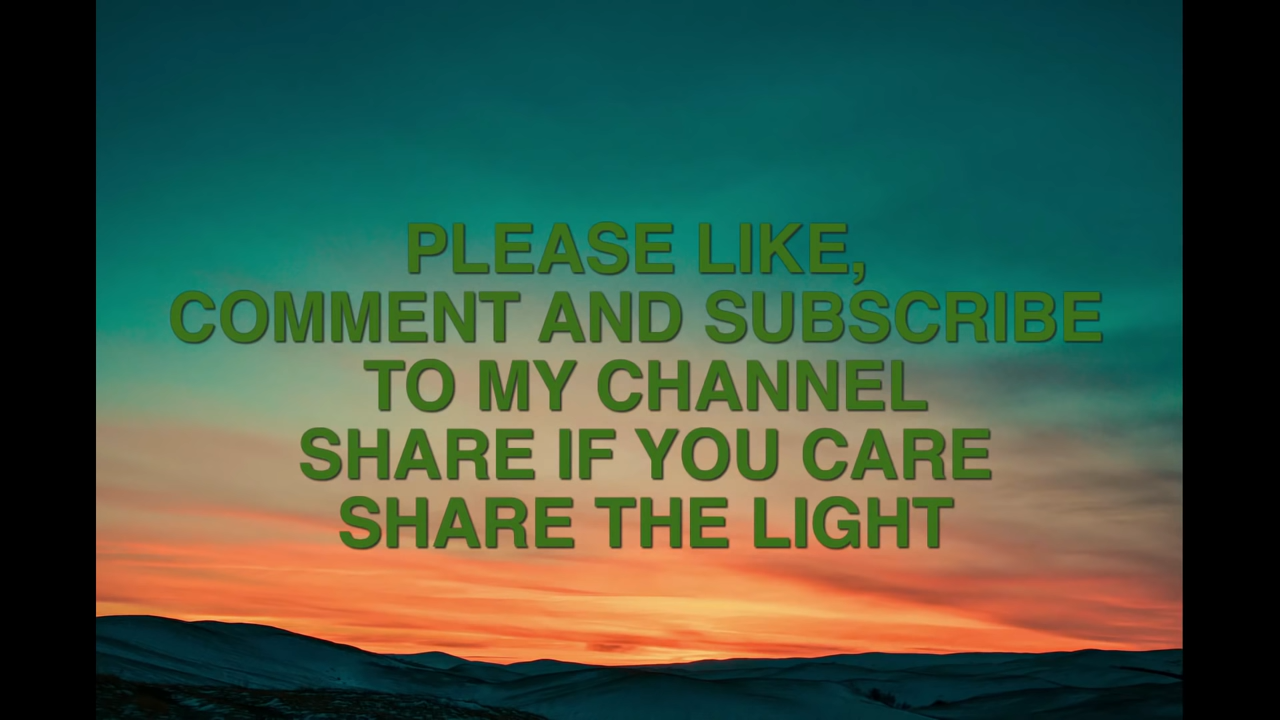 PLEASE LIKE,
COMMENT AND SUBSCRIBE
TO MY CHANNEL
SHARE IF YOU CARE
SHARE THE LIGHT